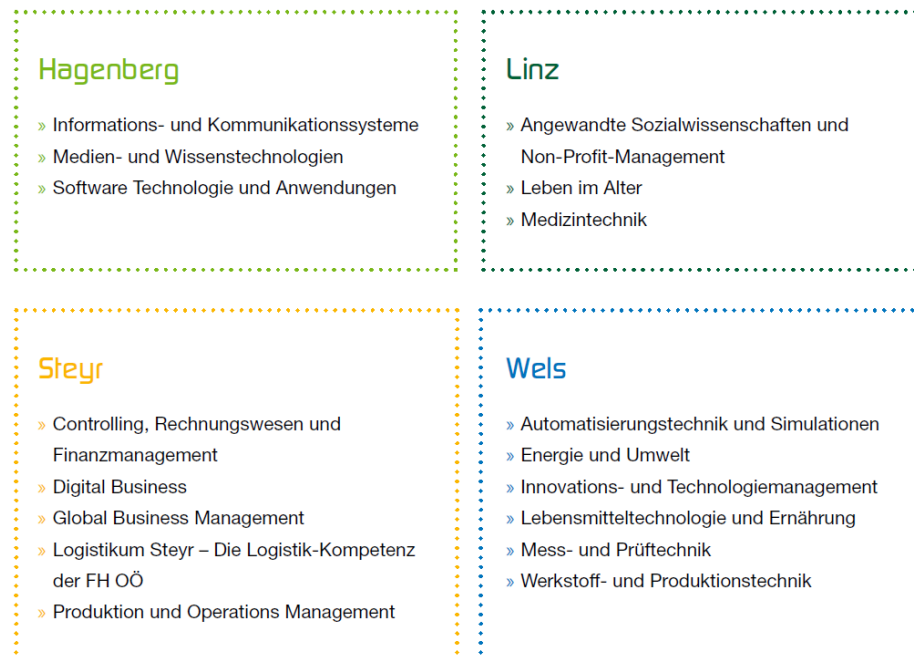 Hagenberg
» Informations- und Kommunikationssysteme
» Medien- und Wissenstechnologien
» Software Technologie und Anwendungen
Linz
» Angewandte Sozialwissenschaften und
Non-Profit-Management
» Leben im Alter
» Medizintechnik
Steyr
» Controlling, Rechnungswesen und
Finanzmanagement
» Digital Business
» Global Business Management
» Logistikum Steyr – Die Logistik-Kompetenz
der FH OÖ
» Produktion und Operations Management
Wels
» Automatisierungstechnik und Simulationen
» Energie und Umwelt
» Innovations- und Technologiemanagement
» Lebensmitteltechnologie und Ernährung
» Mess- und Prüftechnik
» Werkstoff- und Produktionstechnik